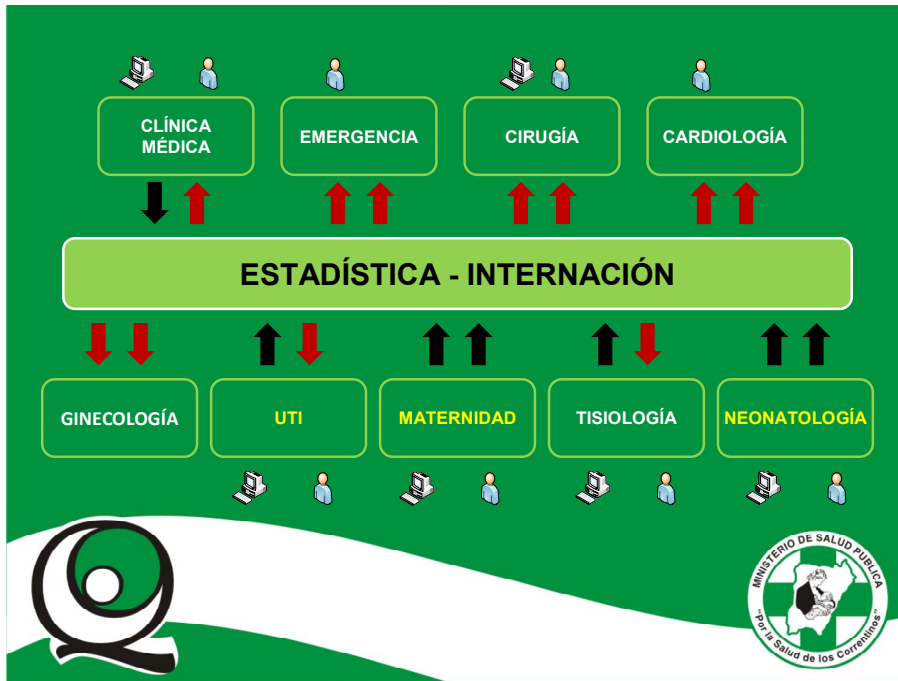 CLÍNICA
MÉDICA
EMERGENCIA
CIRUGÍA
CARDIOLOGÍA
ESTADÍSTICA - INTERNACIÓN
GINECOLOGÍA
UTI
MATERNIDAD
TISIOLOGÍA
NEONATOLOGÍA
MINISTERIO DE SALUD PUBLICA
"Por la Salud de los Correntinos"